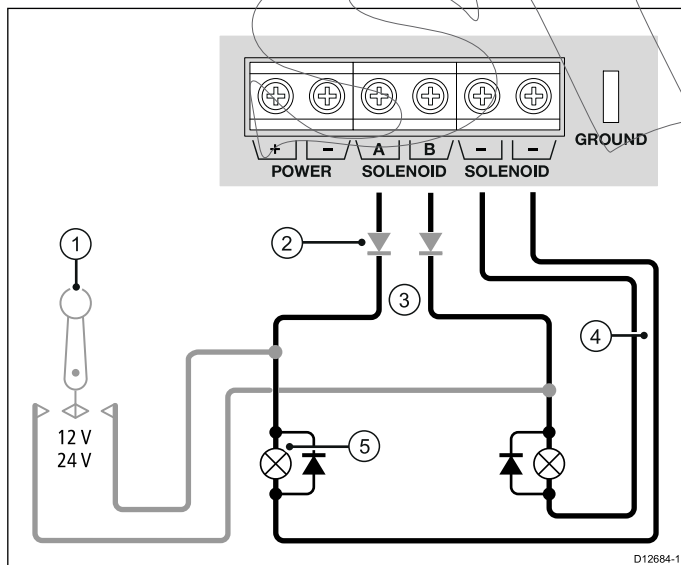 + - A B - -
POWER SOLENOID SOLENOID
GROUND
1
2
3
4
5
12 V
24 V
D12684-1